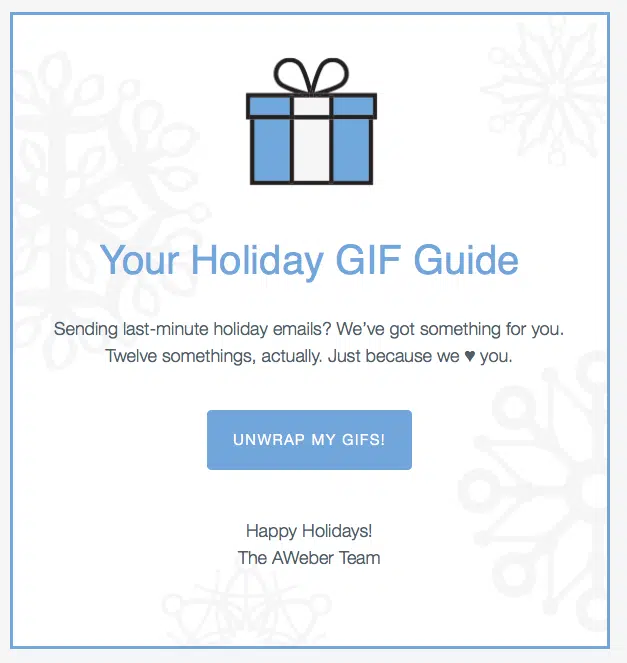 Your Holiday GIF Guide
Sending last-minute holiday emails? We've got something for you.
Twelve somethings, actually. Just because we ♥ you.
UNWRAP MY GIFS!
Happy Holidays!
The AWeber Team